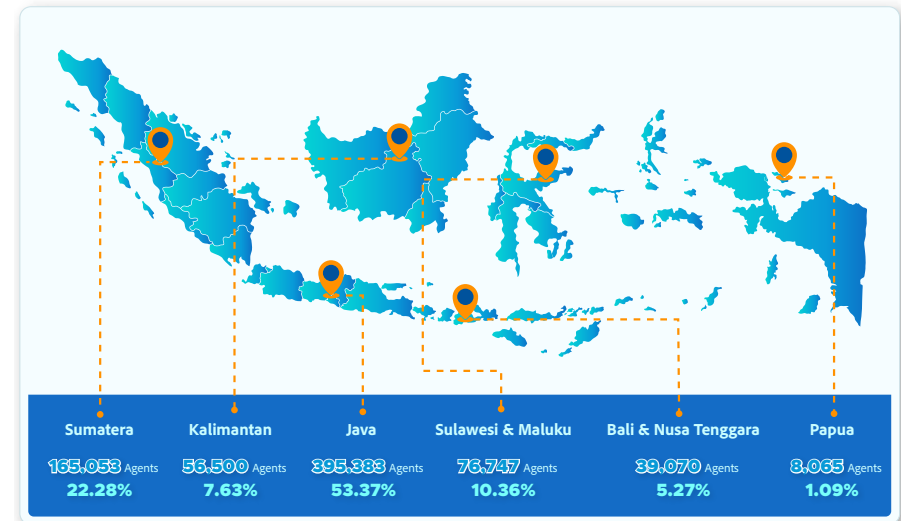 Sumatera
Kalimantan
Java
Sulawesi & Maluku
Bali & Nusa Tenggara
Papua
165.053 Agents
56.500 Agents
395.383 Agents
76.747 Agents
39.070 Agents
8.065 Agents
22.28%
7.63%
53.37%
10.36%
5.27%
1.09%